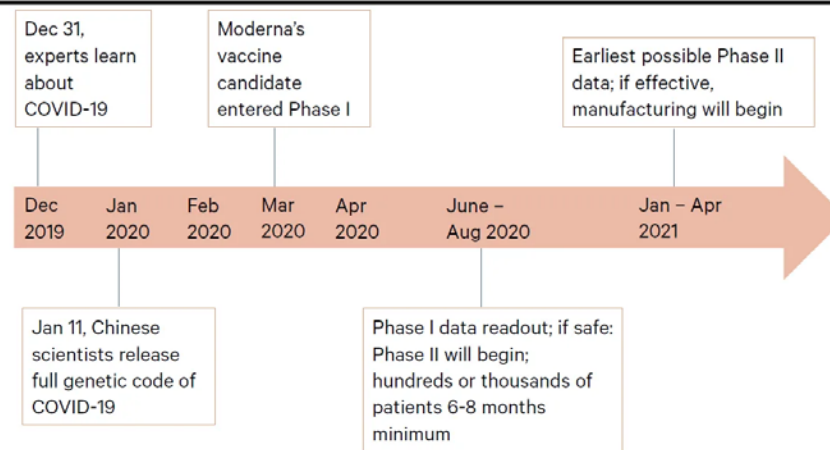 Dec 31,
experts learn
about
COVID-19
Moderna's
vaccine
candidate
entered Phase I
Earliest possible Phase II
data; if effective,
manufacturing will begin
Dec
2019
Jan
2020
Feb
2020
Mar
2020
Apr
2020
June –
Aug 2020
Jan – Apr
2021
Jan 11, Chinese
scientists release
full genetic code of
COVID-19
Phase I data readout; if safe:
Phase II will begin;
hundreds or thousands of
patients 6-8 months
minimum